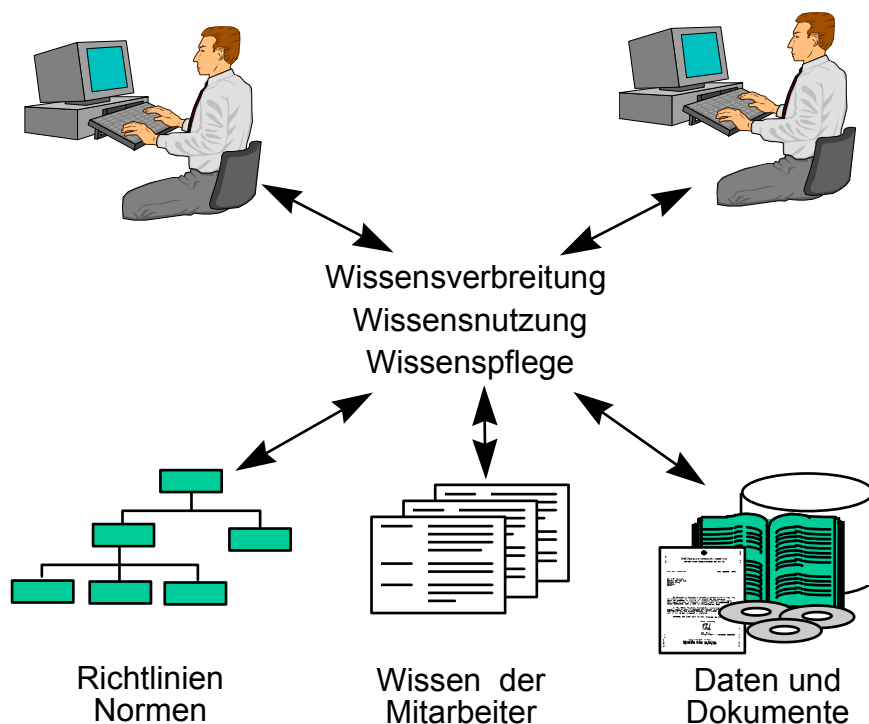 Wissensverbreitung
Wissensnutzung
Wissenspflege
Richtlinien
Normen
Wissen der
Mitarbeiter
Daten und
Dokumente